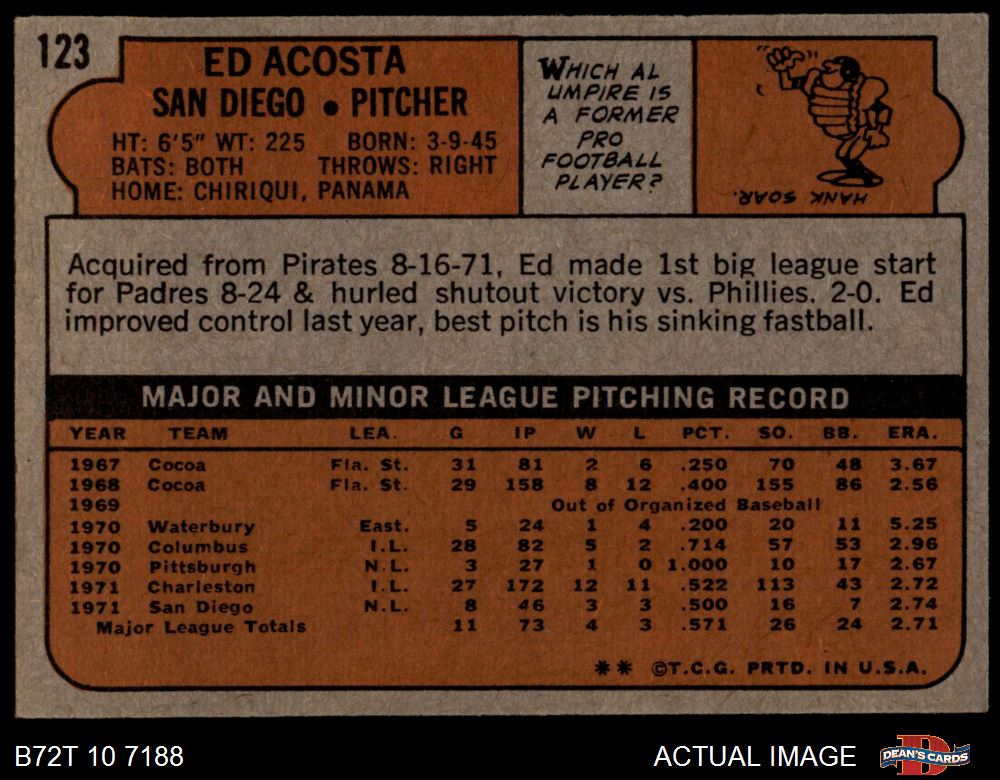 123
ED ACOSTA
SAN DIEGO • PITCHER
HT: 6'5" WT: 225 BORN: 3-9-45
BATS: BOTH THROWS: RIGHT
HOME: CHIRIQUI, PANAMA
WHICH AL
UMPIRE IS
A FORMER
PRO
FOOTBALL
PLAYER?
HANK SOAR.
Acquired from Pirates 8-16-71, Ed made 1st big league start
for Padres 8-24 & hurled shutout victory vs. Phillies. 2-0. Ed
improved control last year, best pitch is his sinking fastball.
MAJOR AND MINOR LEAGUE PITCHING RECORD
YEAR TEAM LEA. G IP W L PCT. SO. BB. ERA.
1967 Cocoa Fla. St. 31 81 2 6 .250 70 48 3.67
1968 Cocoa Fla. St. 29 158 8 12 .400 155 86 2.56
1969 Out of Organized Baseball
1970 Waterbury East. 5 24 1 4 .200 20 11 5.25
1970 Columbus I.L. 28 82 5 2 .714 57 53 2.96
1970 Pittsburgh N.L. 3 27 1 0 1.000 10 17 2.67
1971 Charleston I.L. 27 172 12 11 .522 113 43 2.72
1971 San Diego N.L. 8 46 3 3 .500 16 7 2.74
Major League Totals 11 73 4 3 .571 26 24 2.71
** ©T.C.G. PRTD. IN U.S.A.
B72T 10 7188
ACTUAL IMAGE
DEAN'S CARDS